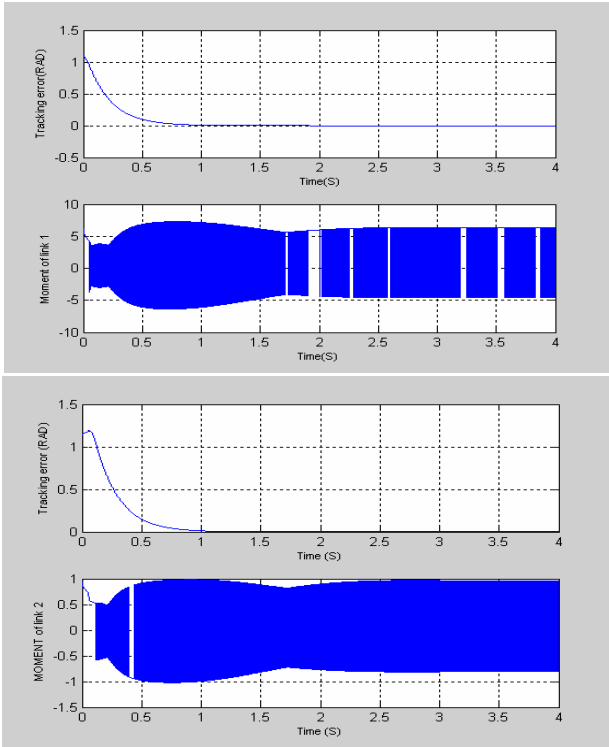 1.5
1
0.5
0
-0.5
Tracking error(RAD)
0 0.5 1 1.5 2 2.5 3 3.5 4
Time(S)
10
5
0
-5
-10
Moment of link 1
0 0.5 1 1.5 2 2.5 3 3.5 4
Time(S)
1.5
1
0.5
0
Tracking error (RAD)
0 0.5 1 1.5 2 2.5 3 3.5 4
Time (S)
1
0.5
0
-0.5
-1
-1.5
MOMENT of link 2
0 0.5 1 1.5 2 2.5 3 3.5 4
Time (S)